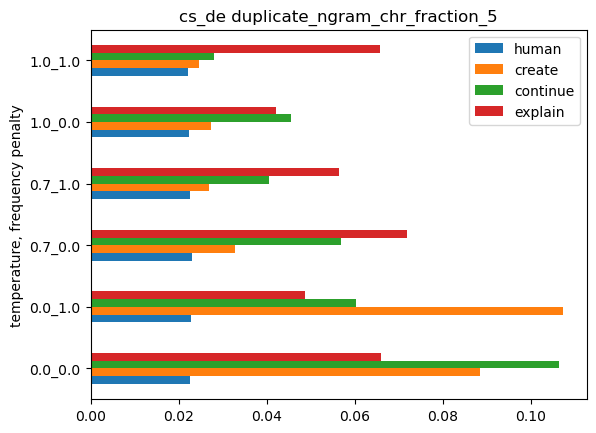 cs_de duplicate_ngram_chr_fraction_5
human
create
continue
explain
temperature, frequency penalty
1.0_1.0
1.0_0.0
0.7_1.0
0.7_0.0
0.0_1.0
0.0_0.0
0.00 0.02 0.04 0.06 0.08 0.10